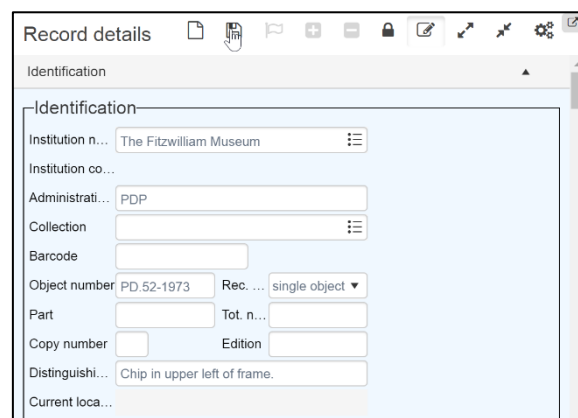 Record details
Identification
Identification
Institution n... The Fitzwilliam Museum
Institution co...
Administrati... PDP
Collection
Barcode
Object number PD.52-1973 Rec. ... single object
Part Tot. n...
Copy number Edition
Distinguishi... Chip in upper left of frame.
Current loca...